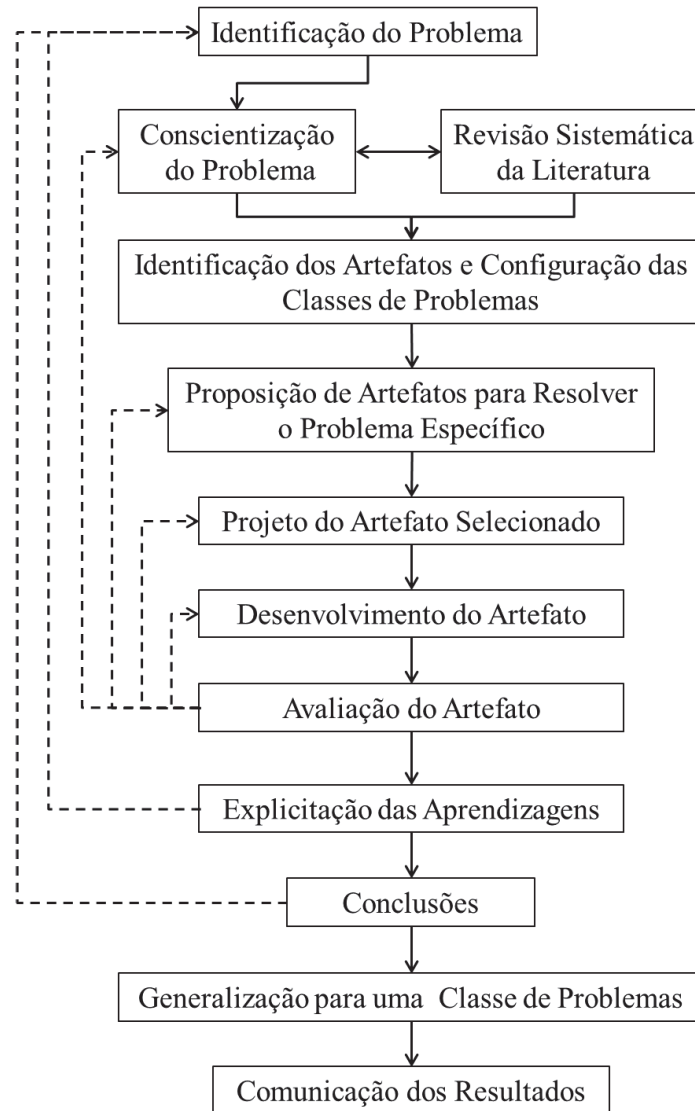 Identificação do Problema
Conscientização
do Problema
Revisão Sistemática
da Literatura
Identificação dos Artefatos e Configuração das
Classes de Problemas
Proposição de Artefatos para Resolver
o Problema Específico
Projeto do Artefato Selecionado
Desenvolvimento do Artefato
Avaliação do Artefato
Explicitação das Aprendizagens
Conclusões
Generalização para uma Classe de Problemas
Comunicação dos Resultados